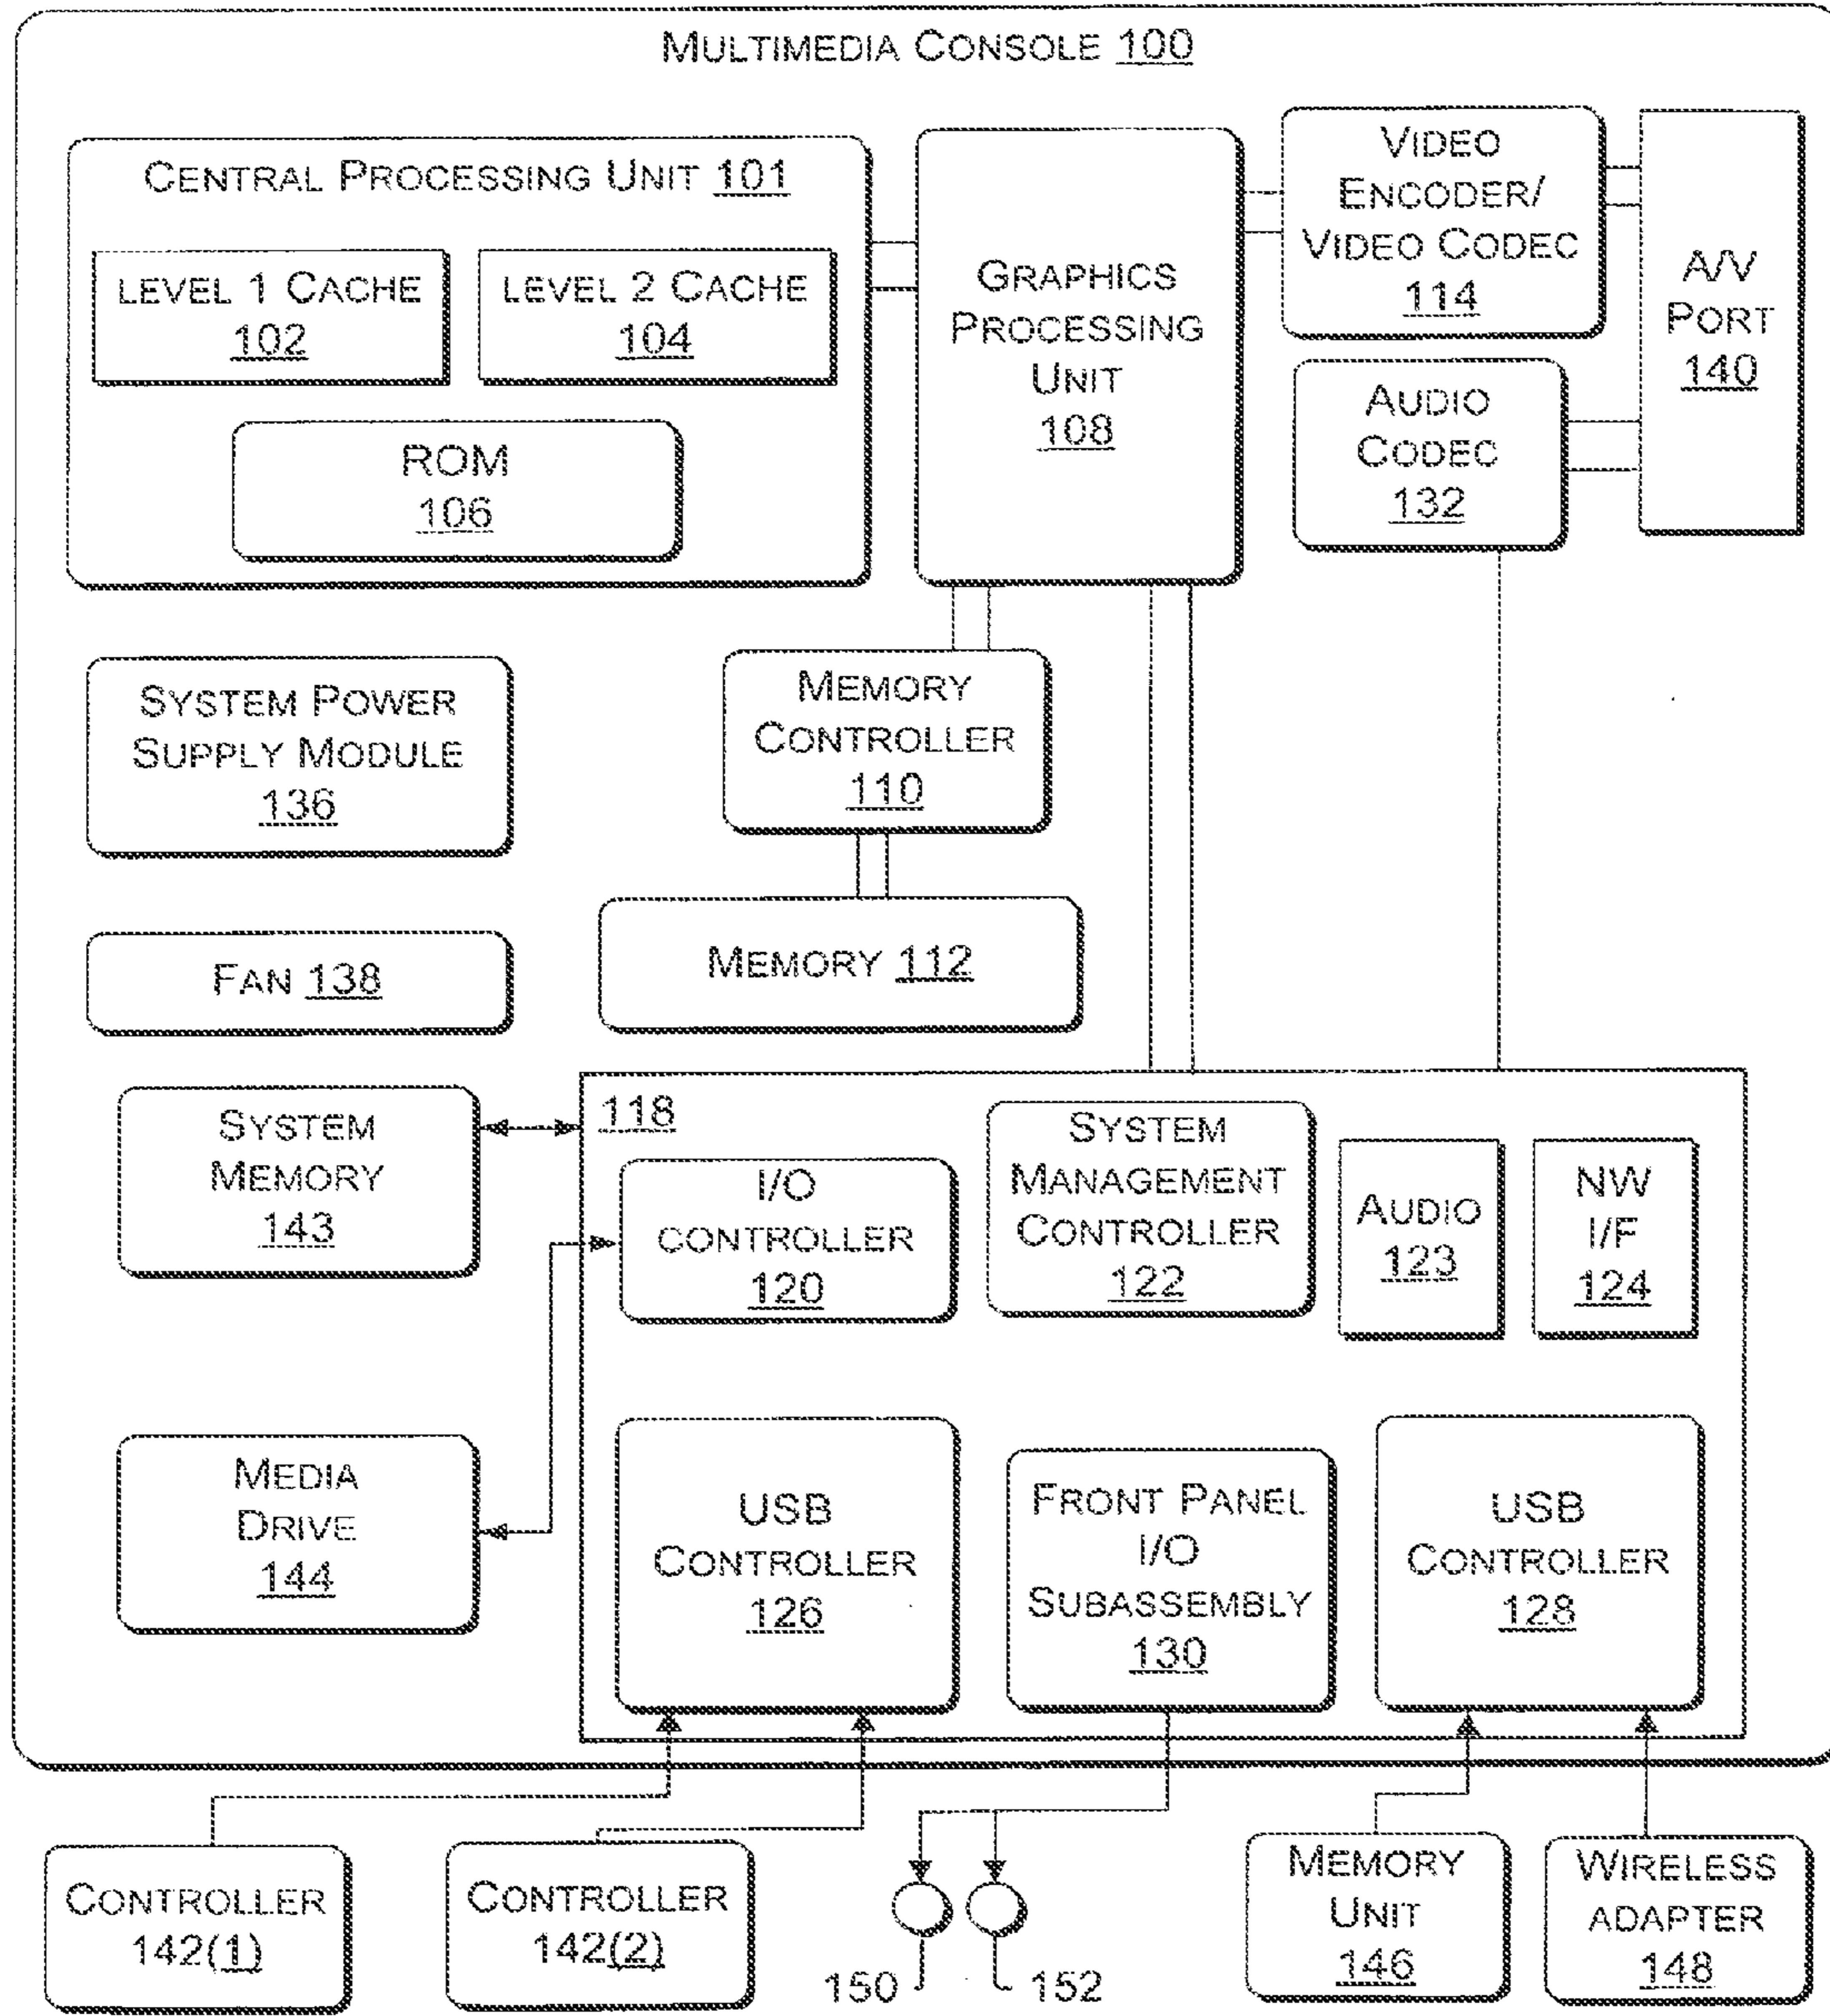 MULTIMEDIA CONSOLE 100
CENTRAL PROCESSING UNIT 101
LEVEL 1 CACHE
102
LEVEL 2 CACHE
104
ROM
106
GRAPHICS
PROCESSING
UNIT
108
VIDEO
ENCODER/
VIDEO CODEC
114
AUDIO
CODEC
132
A/V
PORT
140
SYSTEM POWER
SUPPLY MODULE
136
MEMORY
CONTROLLER
110
FAN 138
MEMORY 112
SYSTEM
MEMORY
143
118
I/O
CONTROLLER
120
SYSTEM
MANAGEMENT
CONTROLLER
122
AUDIO
123
NW
I/F
124
MEDIA
DRIVE
144
USB
CONTROLLER
126
FRONT PANEL
I/O
SUBASSEMBLY
130
USB
CONTROLLER
128
CONTROLLER
142(1)
CONTROLLER
142(2)
150
152
MEMORY
UNIT
146
WIRELESS
ADAPTER
148